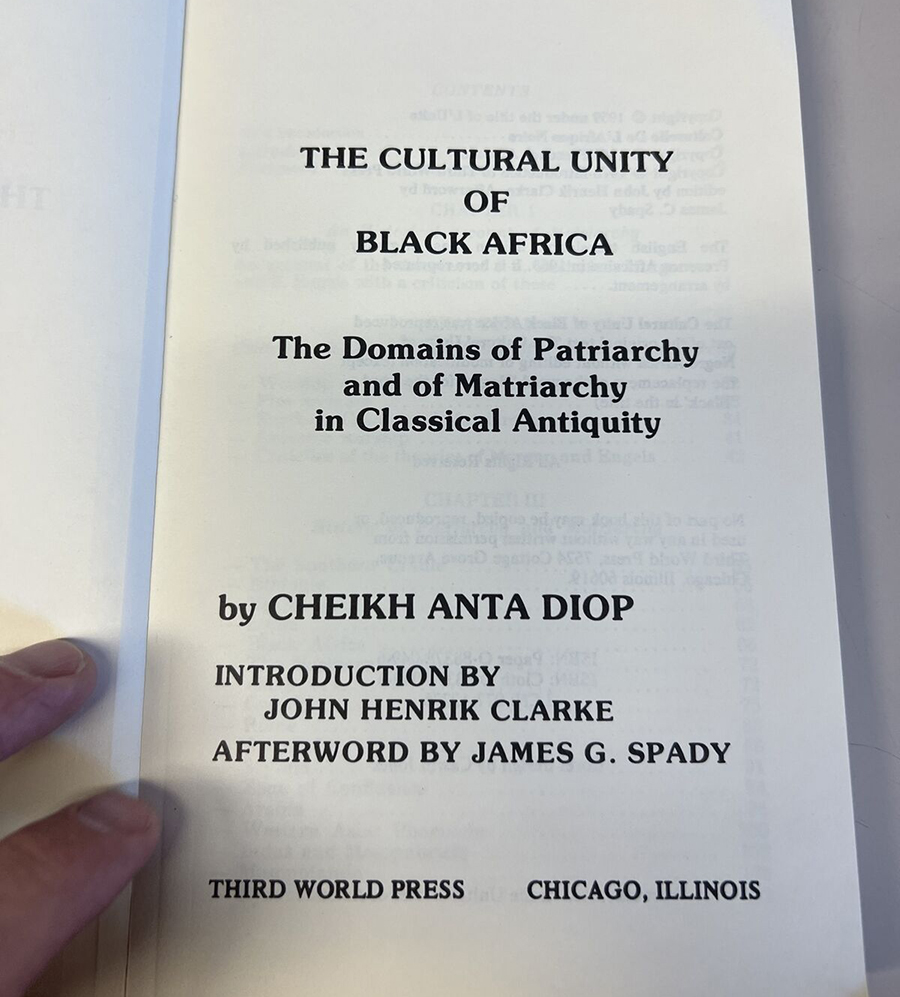 THE CULTURAL UNITY
OF
BLACK AFRICA
The Domains of Patriarchy
and of Matriarchy
in Classical Antiquity
by CHEIKH ANTA DIOP
INTRODUCTION BY
JOHN HENRIK CLARKE
AFTERWORD BY JAMES G. SPADY
THIRD WORLD PRESS CHICAGO, ILLINOIS